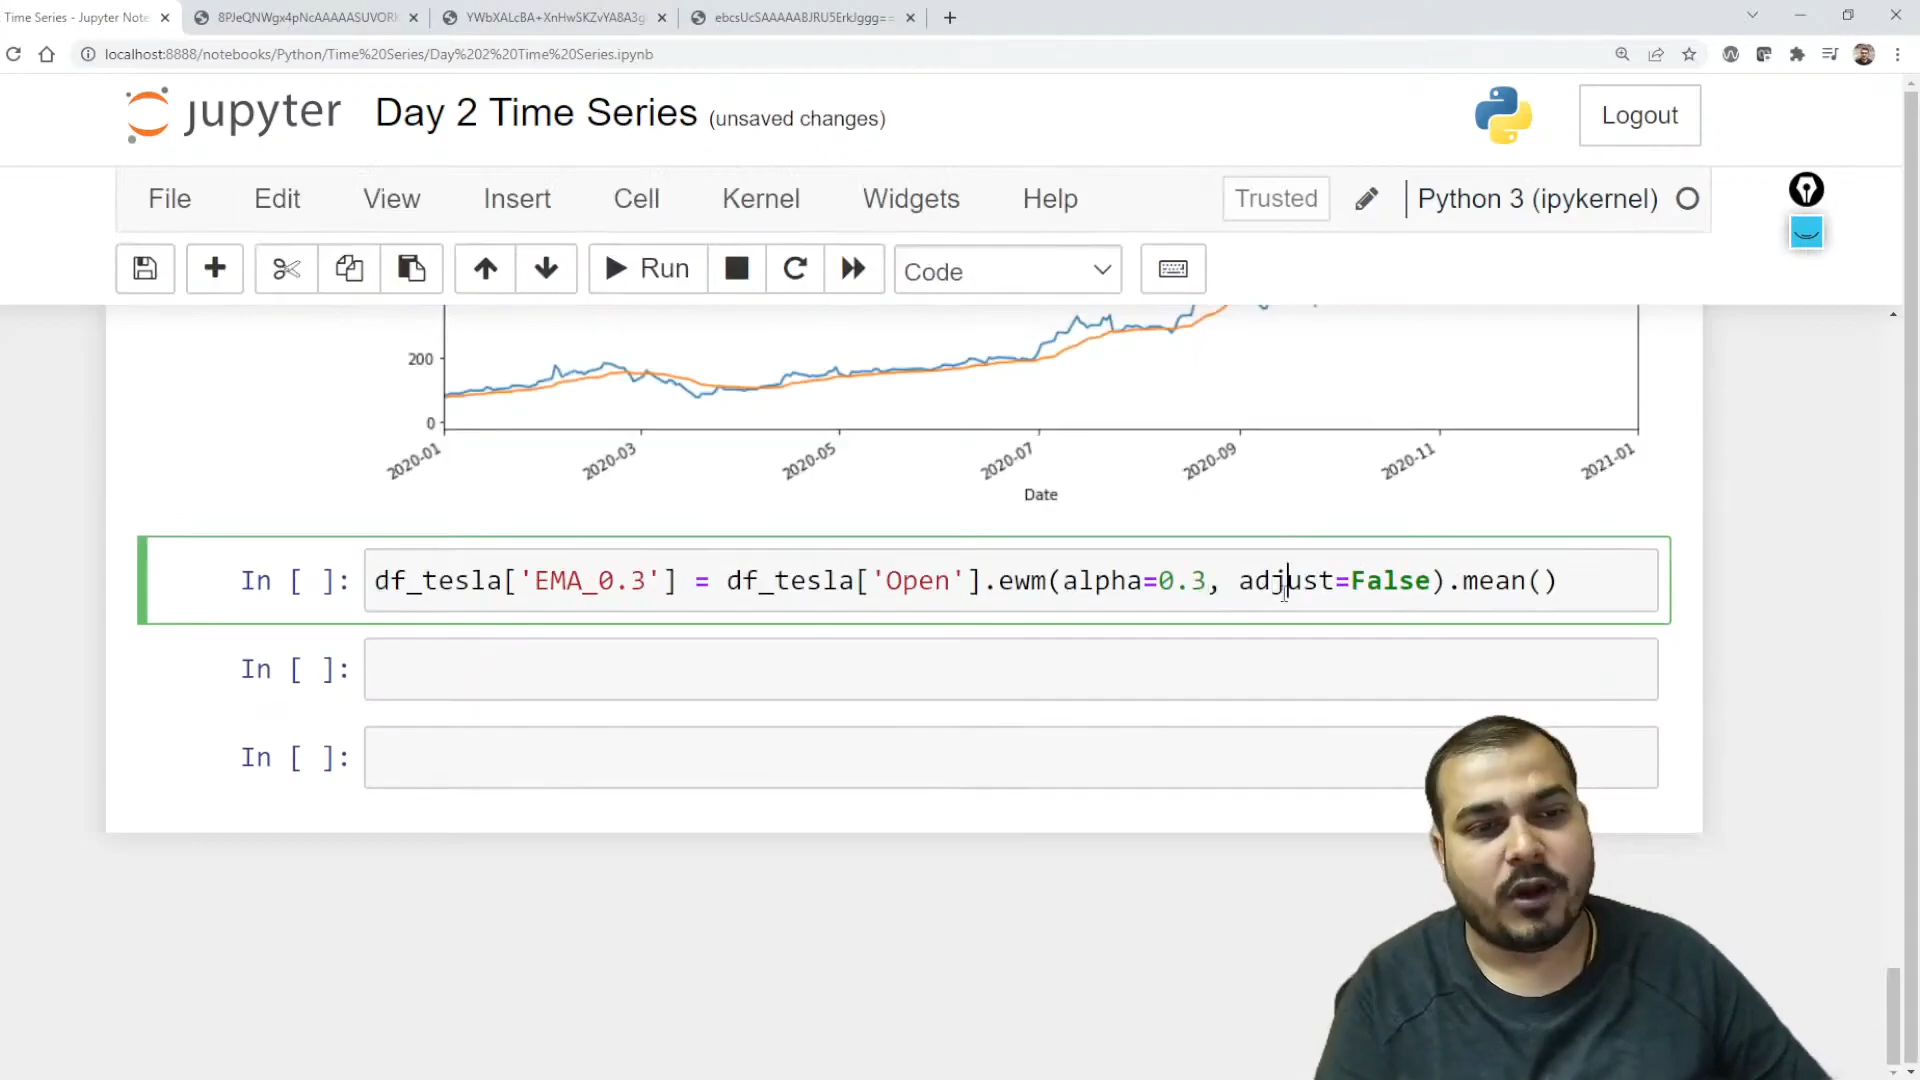 Time Series - Jupyter Note
8PJeQNWgx4pNcAAAAASUVORK
YWbXALcBA+XnHwSKZvYA8A3g
ebcsUcSAAAAABJRU5ErkJggg==
localhost:8888/notebooks/Python/Time%20Series/Day%202%20Time%20Series.ipynb
jupyter Day 2 Time Series (unsaved changes)
Logout
File Edit View Insert Cell Kernel Widgets Help Trusted Python 3 (ipykernel)
Run Code
200
0
2020-01 2020-03 2020-05 2020-07 2020-09 2020-11 2021-01
Date
In [ ]: df_tesla['EMA_0.3'] = df_tesla['Open'].ewm(alpha=0.3, adjust=False).mean()
In [ ]:
In [ ]: